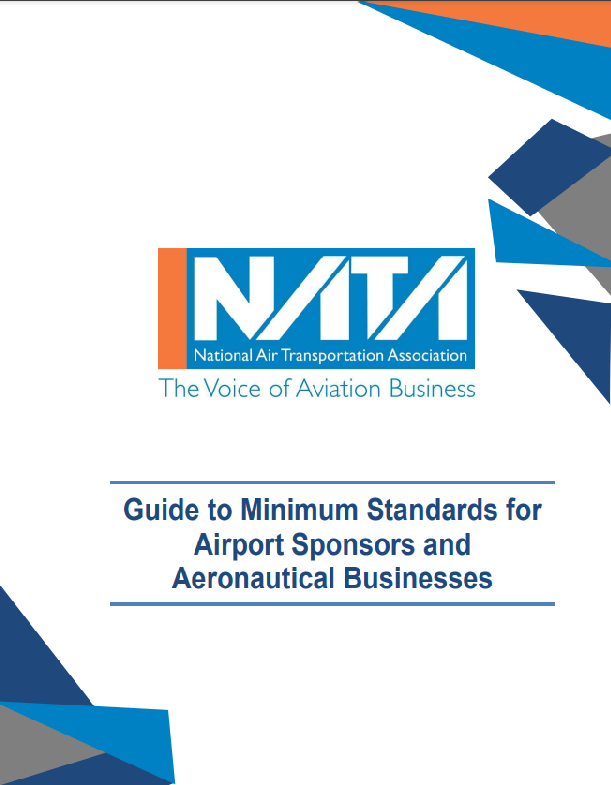 NATA
National Air Transportation Association
The Voice of Aviation Business
Guide to Minimum Standards for
Airport Sponsors and
Aeronautical Businesses